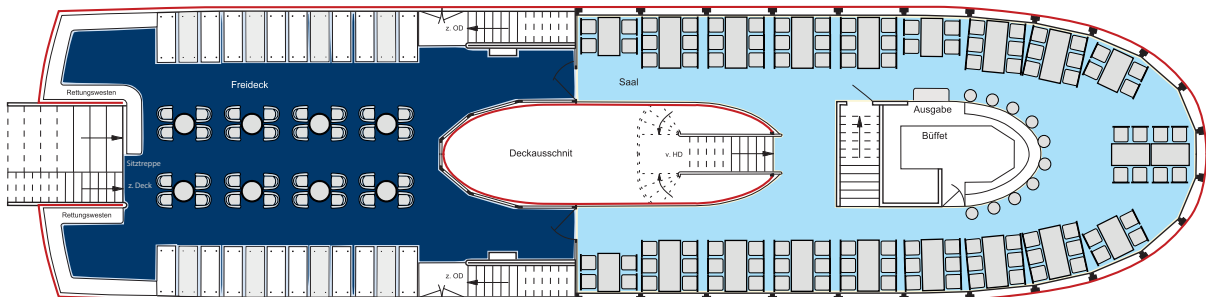 z. OD
Freideck
Saal
Rettungswesten
Ausgabe
Büffet
Deckausschnit
v. HD
Sitztreppe
z. Deck
Rettungswesten
z. OD